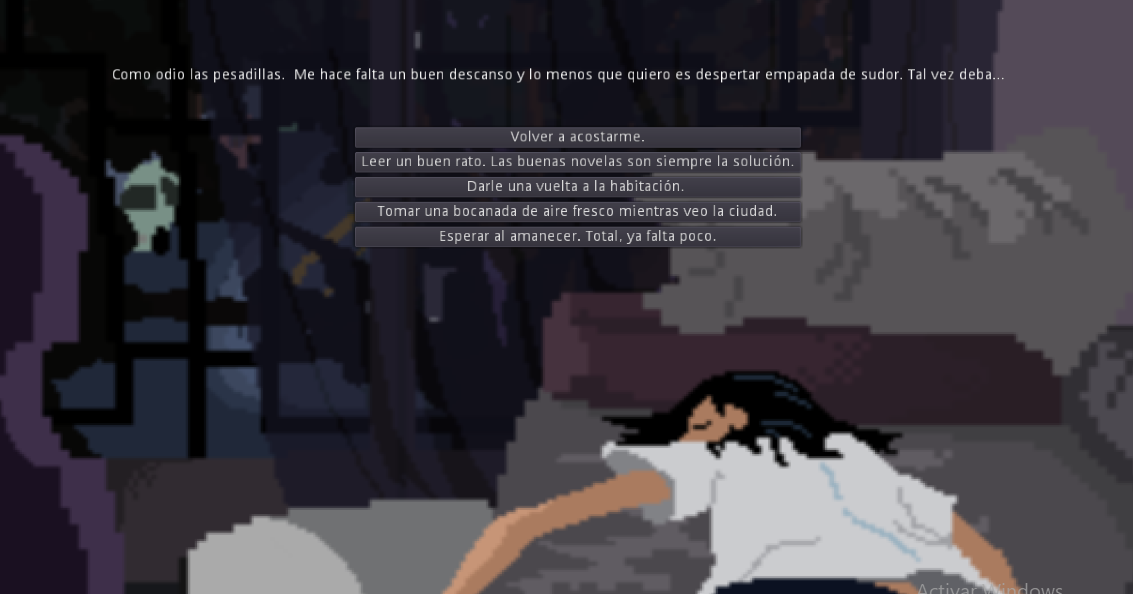 Como odio las pesadillas.  Me hace falta un buen descanso y lo menos que quiero es despertar empapada de sudor. Tal vez deba...
Volver a acostarme.
Leer un buen rato. Las buenas novelas son siempre la solución.
Darle una vuelta a la habitación.
Tomar una bocanada de aire fresco mientras veo la ciudad.
Esperar al amanecer. Total, ya falta poco.
Activar Windows